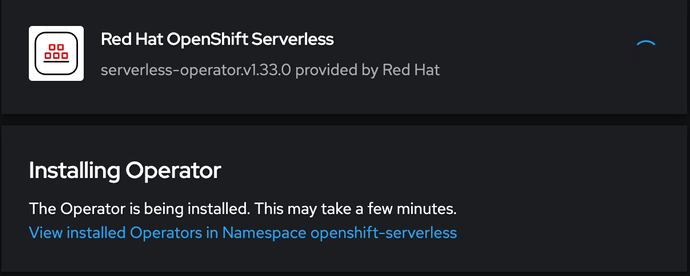 Red Hat OpenShift Serverless
serverless-operator.v1.33.0 provided by Red Hat
Installing Operator
The Operator is being installed. This may take a few minutes.
View installed Operators in Namespace openshift-serverless